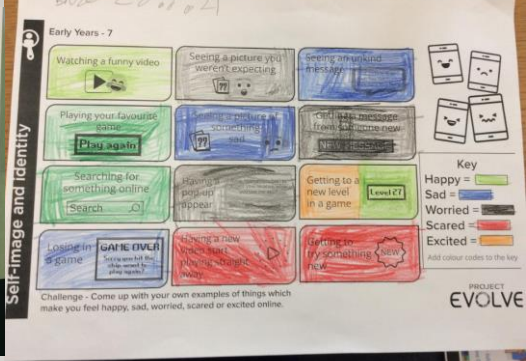 Early Years - 7
Self-image and identity
Watching a funny video
Seeing a picture you
weren't expecting
Seeing an unkind
message
Playing your favourite
game
Play again
Seeing a picture of
something
sad
Getting a message
from someone new
Searching for
something online
Search
Having a
pop-up
appear
Getting to a
new level
in a game
Level 27
Losing in
a game
GAME OVER
play again!
Having a new
video start
playing straight
away
Getting to
try something
new
NEW
Key
Happy =
Sad =
Worried =
Scared =
Excited =
Add colour codes to the key
Challenge - Come up with your own examples of things which
make you feel happy, sad, worried, scared or excited online.
PROJECT
EVOLVE